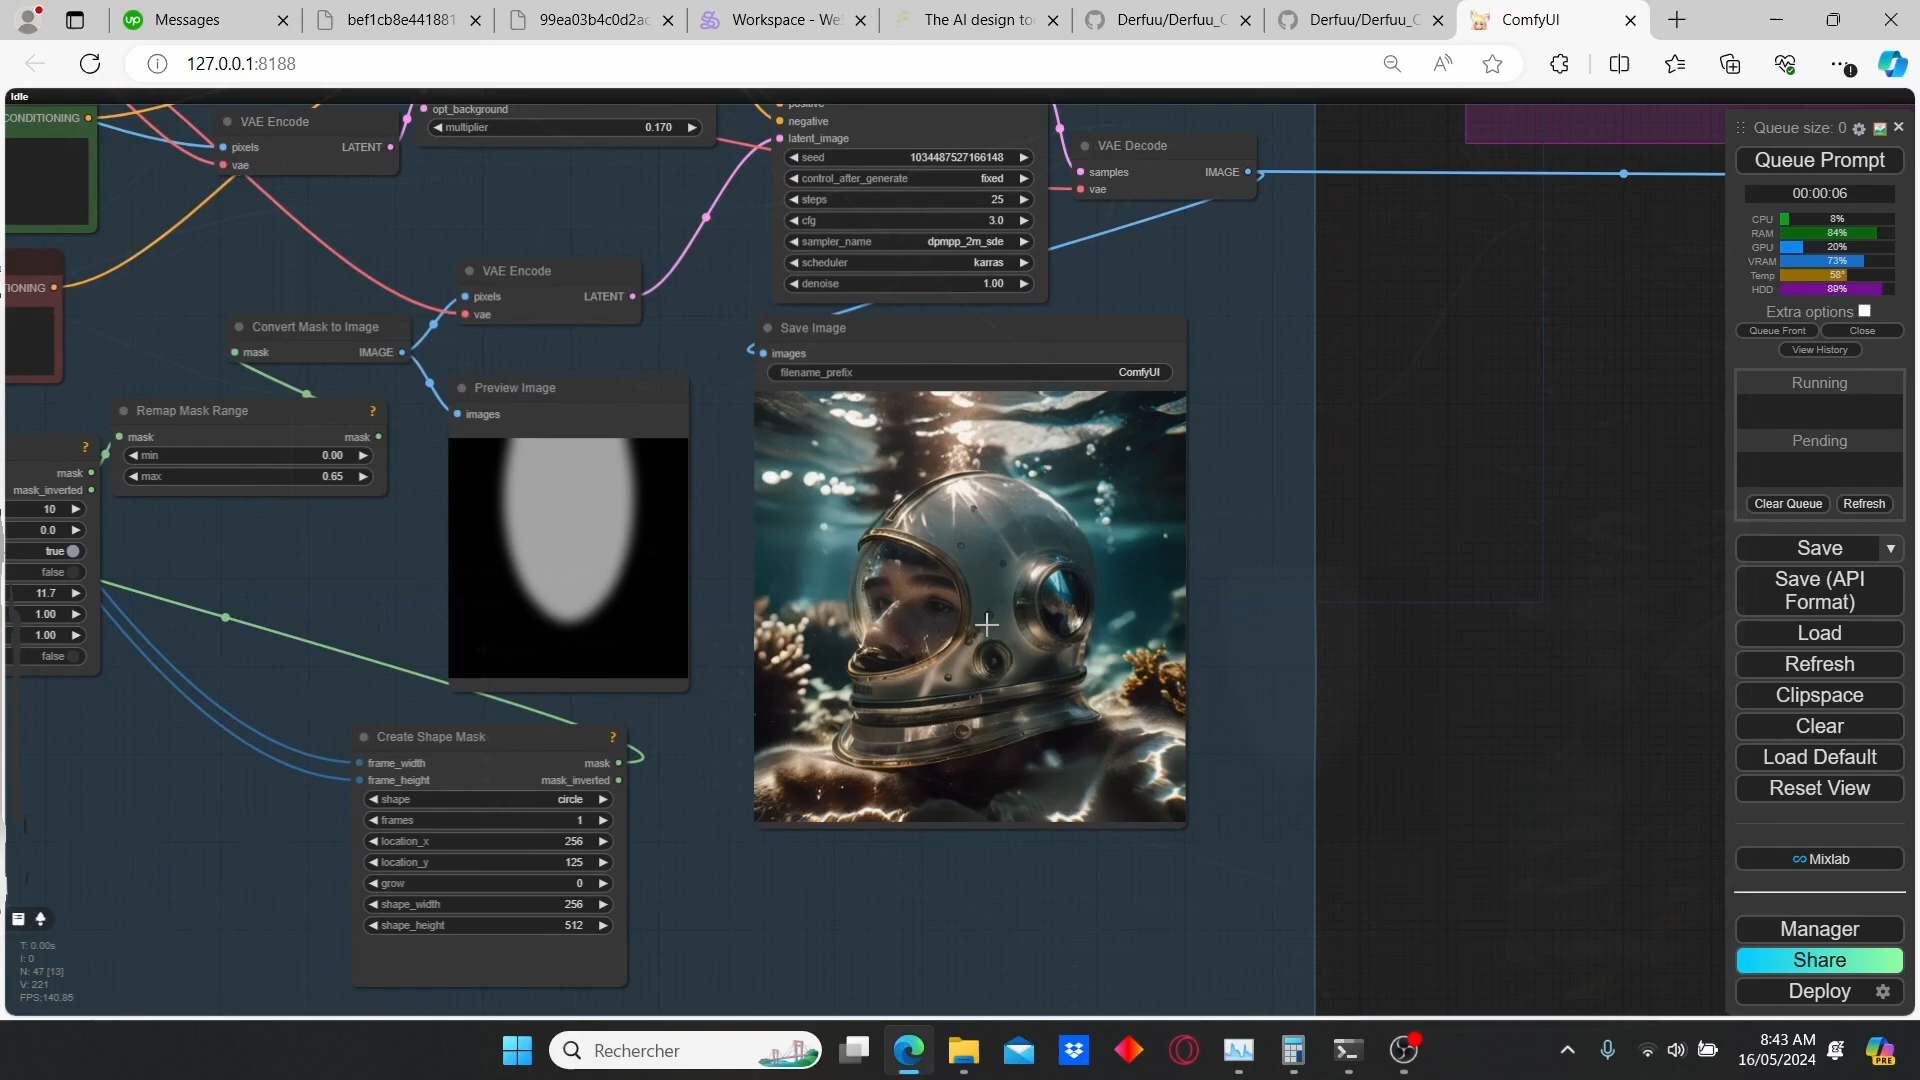 Messages
bef1cb8e441881
99ea03b4c0d2a
Workspace - We
The AI design to
Derfuu/Derfuu_C
Derfuu/Derfuu_C
ComfyUI
127.0.0.1:8188
Idle
CONDITIONING
VAE Encode
pixels LATENT
vae
opt_background
multiplier 0.170
positive
negative
latent_image
seed 1034487527166148
control_after_generate fixed
steps 25
cfg 3.0
sampler_name dpmpp_2m_sde
scheduler karras
denoise 1.00
VAE Decode
samples IMAGE
vae
IONING
VAE Encode
pixels LATENT
vae
Convert Mask to Image
mask IMAGE
Remap Mask Range ?
mask mask
min 0.00
max 0.65
Preview Image
images
Save Image
images
filename_prefix ComfyUI
?
mask
mask_inverted
10
0.0
true
false
11.7
1.00
1.00
false
Create Shape Mask ?
frame_width mask
frame_height mask_inverted
shape circle
frames 1
location_x 256
location_y 125
grow 0
shape_width 256
shape_height 512
T: 0.00s
I: 0
N: 47 [13]
V: 221
FPS:140.85
Queue size: 0
Queue Prompt
00:00:06
CPU 8%
RAM 84%
GPU 20%
VRAM 73%
Temp 58°
HDD 89%
Extra options
Queue Front Close
View History
Running
Pending
Clear Queue Refresh
Save
Save (API
Format)
Load
Refresh
Clipspace
Clear
Load Default
Reset View
Mixlab
Manager
Share
Deploy
Rechercher
8:43 AM
16/05/2024
PRE